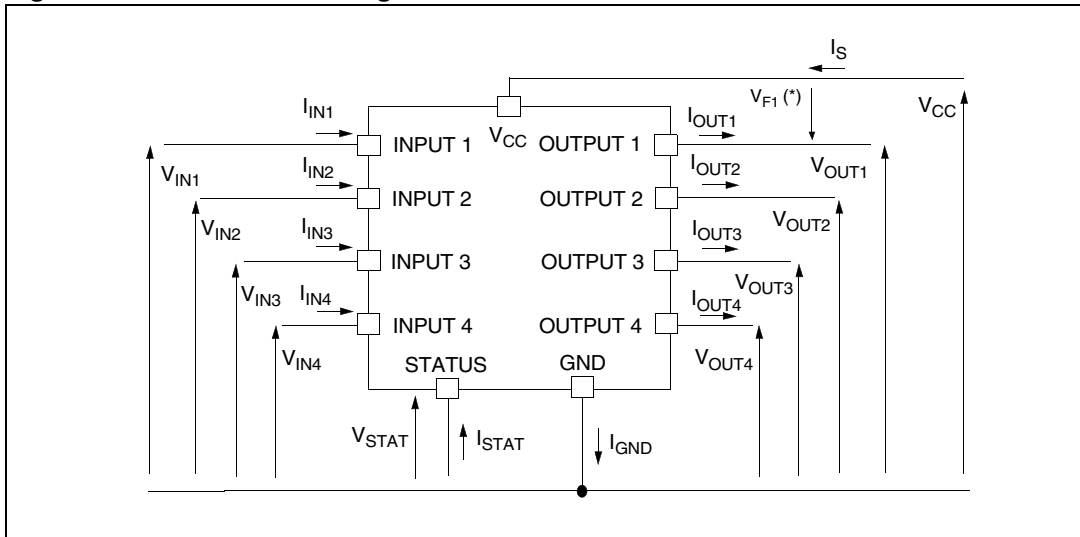 I_S
V_F1 (*)
V_CC
I_IN1
V_CC
I_OUT1
INPUT 1
OUTPUT 1
V_IN1
V_OUT1
I_IN2
I_OUT2
INPUT 2
OUTPUT 2
V_IN2
V_OUT2
I_IN3
I_OUT3
INPUT 3
OUTPUT 3
V_IN3
V_OUT3
I_IN4
I_OUT4
INPUT 4
OUTPUT 4
V_IN4
V_OUT4
STATUS
GND
V_STAT
I_STAT
I_GND